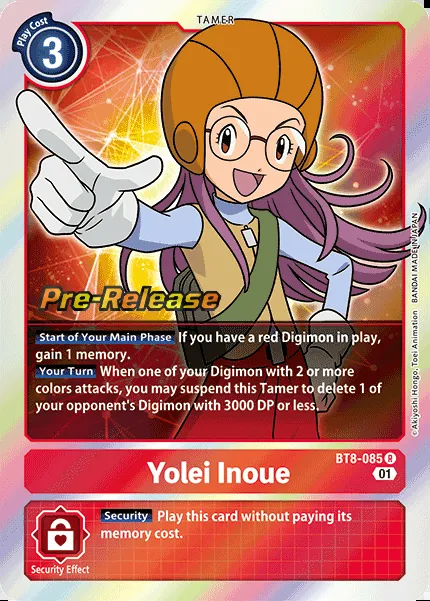 TAMER
Play Cost
3
Pre-Release
Start of Your Main Phase If you have a red Digimon in play,
gain 1 memory.
Your Turn When one of your Digimon with 2 or more
colors attacks, you may suspend this Tamer to delete 1 of
your opponent's Digimon with 3000 DP or less.
BT8-085 R
Yolei Inoue
01
Security Play this card without paying its
memory cost.
Security Effect
© Akiyoshi Hongo, Toei Animation BANDAI MADE IN JAPAN